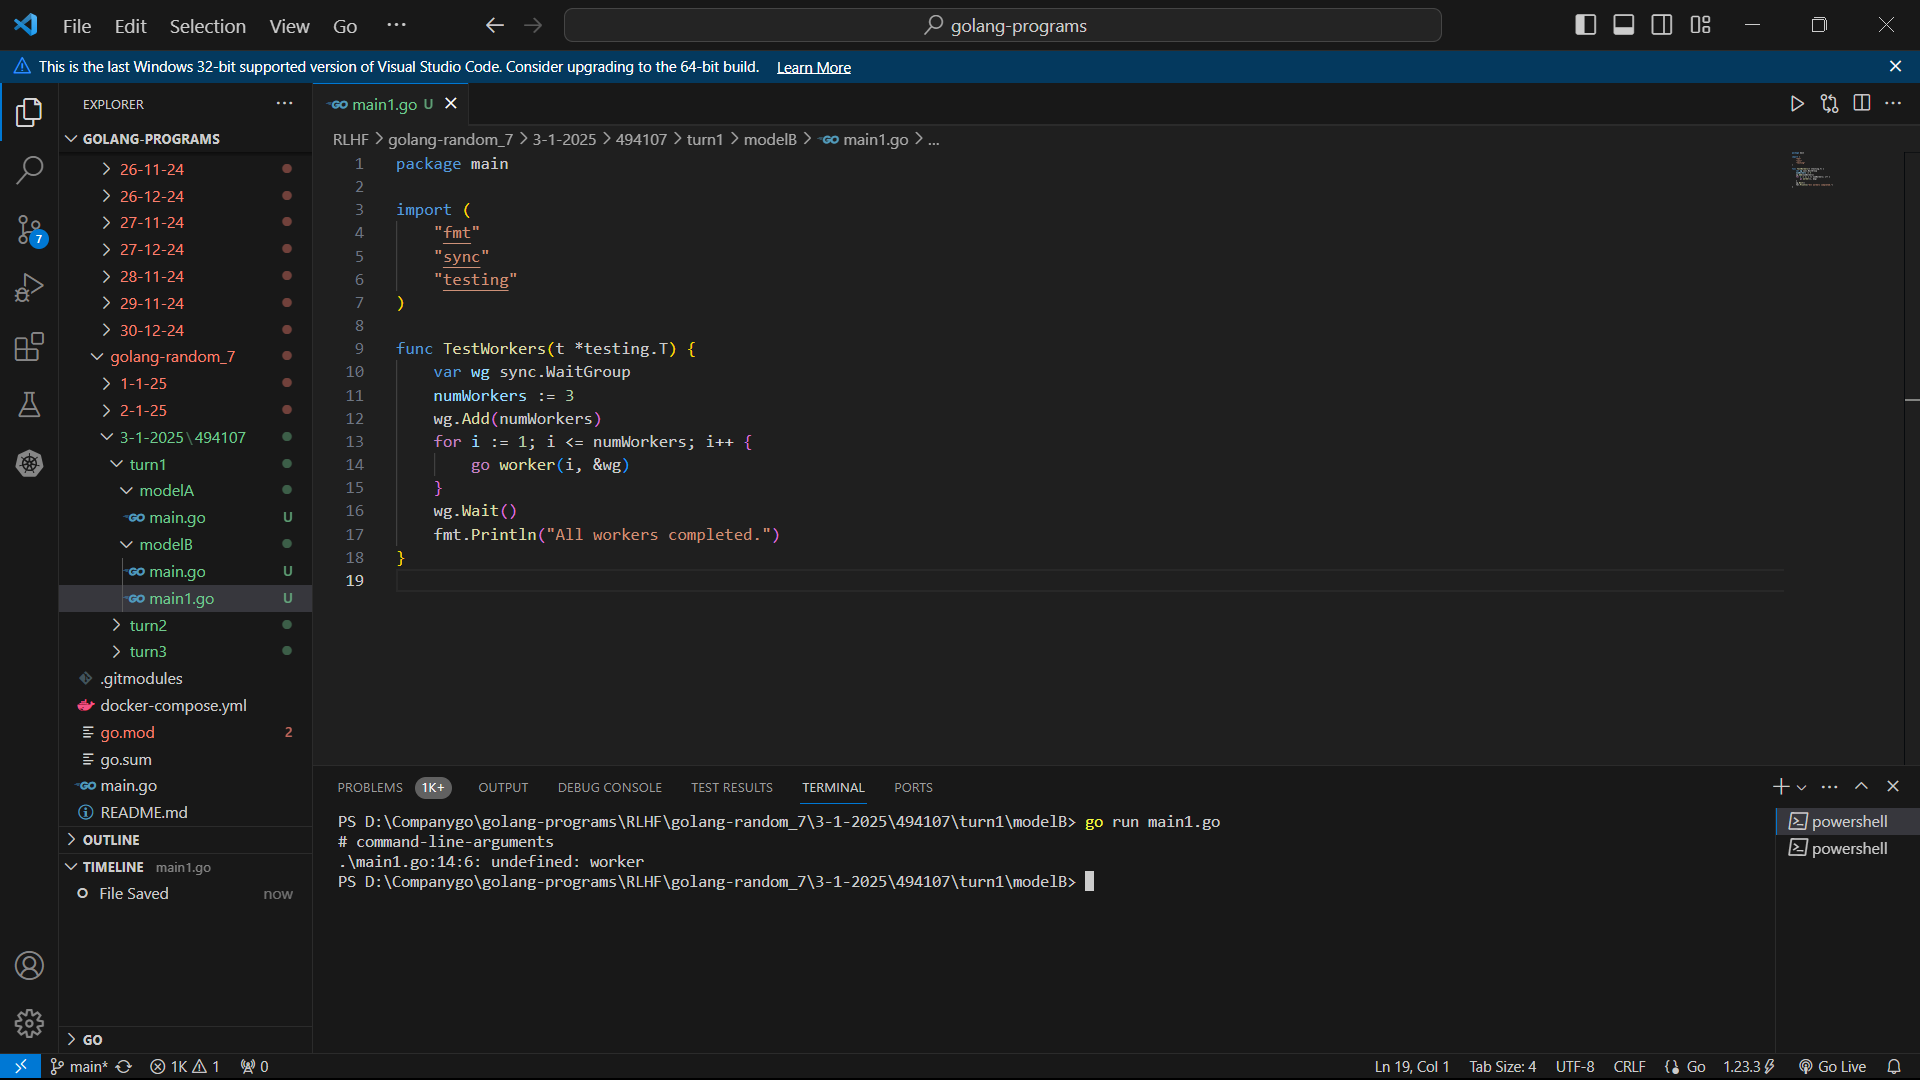 File Edit Selection View Go ...
golang-programs
This is the last Windows 32-bit supported version of Visual Studio Code. Consider upgrading to the 64-bit build. Learn More
EXPLORER
GOLANG-PROGRAMS
26-11-24
26-12-24
27-11-24
27-12-24
28-11-24
29-11-24
30-12-24
golang-random_7
1-1-25
2-1-25
3-1-2025\494107
turn1
modelA
main.go U
modelB
main.go U
main1.go U
turn2
turn3
.gitmodules
docker-compose.yml
go.mod 2
go.sum
main.go
README.md
OUTLINE
TIMELINE main1.go
File Saved now
GO
7
main1.go U
RLHF > golang-random_7 > 3-1-2025 > 494107 > turn1 > modelB > main1.go > ...
1 package main
2
3 import (
4 "fmt"
5 "sync"
6 "testing"
7 )
8
9 func TestWorkers(t *testing.T) {
10 var wg sync.WaitGroup
11 numWorkers := 3
12 wg.Add(numWorkers)
13 for i := 1; i <= numWorkers; i++ {
14 go worker(i, &wg)
15 }
16 wg.Wait()
17 fmt.Println("All workers completed.")
18 }
19
PROBLEMS 1K+ OUTPUT DEBUG CONSOLE TEST RESULTS TERMINAL PORTS
PS D:\Companygo\golang-programs\RLHF\golang-random_7\3-1-2025\494107\turn1\modelB> go run main1.go
# command-line-arguments
.\main1.go:14:6: undefined: worker
PS D:\Companygo\golang-programs\RLHF\golang-random_7\3-1-2025\494107\turn1\modelB>
powershell
powershell
main* 1K 1 0 Ln 19, Col 1 Tab Size: 4 UTF-8 CRLF Go 1.23.3 Go Live